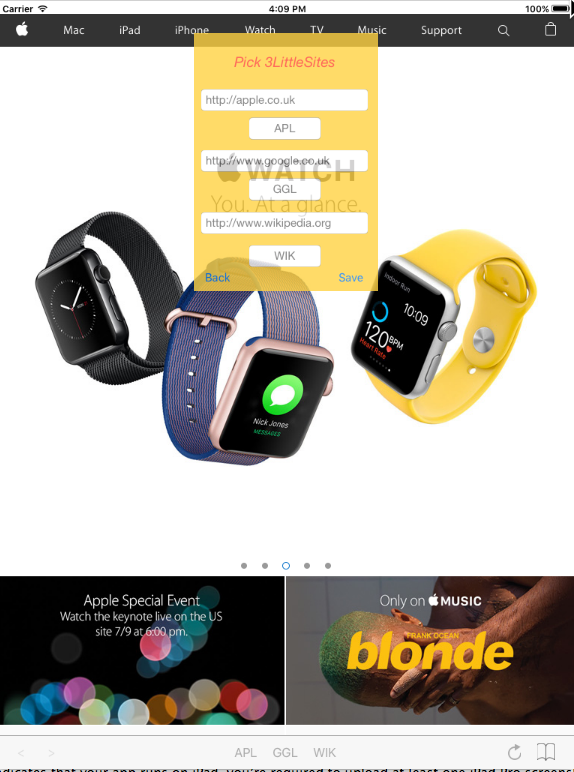 Carrier 4:09 PM 100%
Mac iPad iPhone Watch TV Music Support
Pick 3LittleSites
http://apple.co.uk
APL
http://www.google.co.uk
WATCH
GGL
You. At a glance.
http://www.wikipedia.org
WIK
Back Save
Indoor Run
10:09
120 BPM
Heart Rate
Nick Jones
MESSAGES
Apple Special Event
Watch the keynote live on the US
site 7/9 at 6:00 pm.
Only on MUSIC
FRANK OCEAN
blonde
< > APL GGL WIK